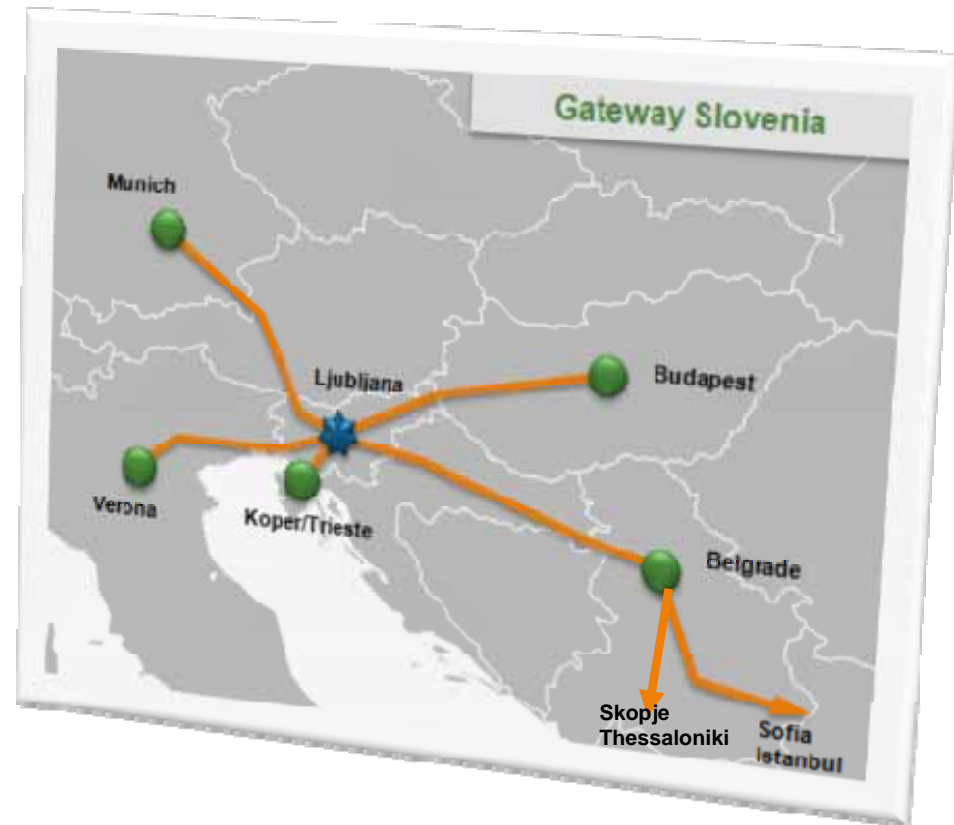 Gateway Slovenia
Munich
Ljubljana
Budapest
Verona
Koper/Trieste
Belgrade
Skopje
Thessaloniki
Sofia
Istanbul